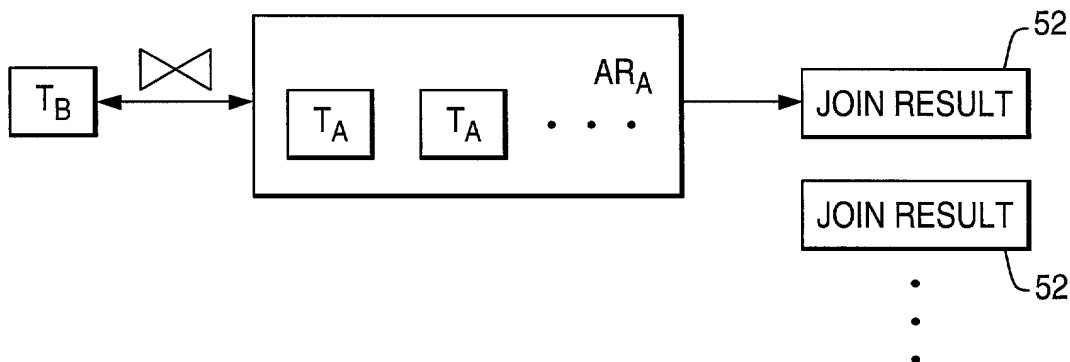 52
T_B
AR_A
T_A T_A . . .
JOIN RESULT
JOIN RESULT
52